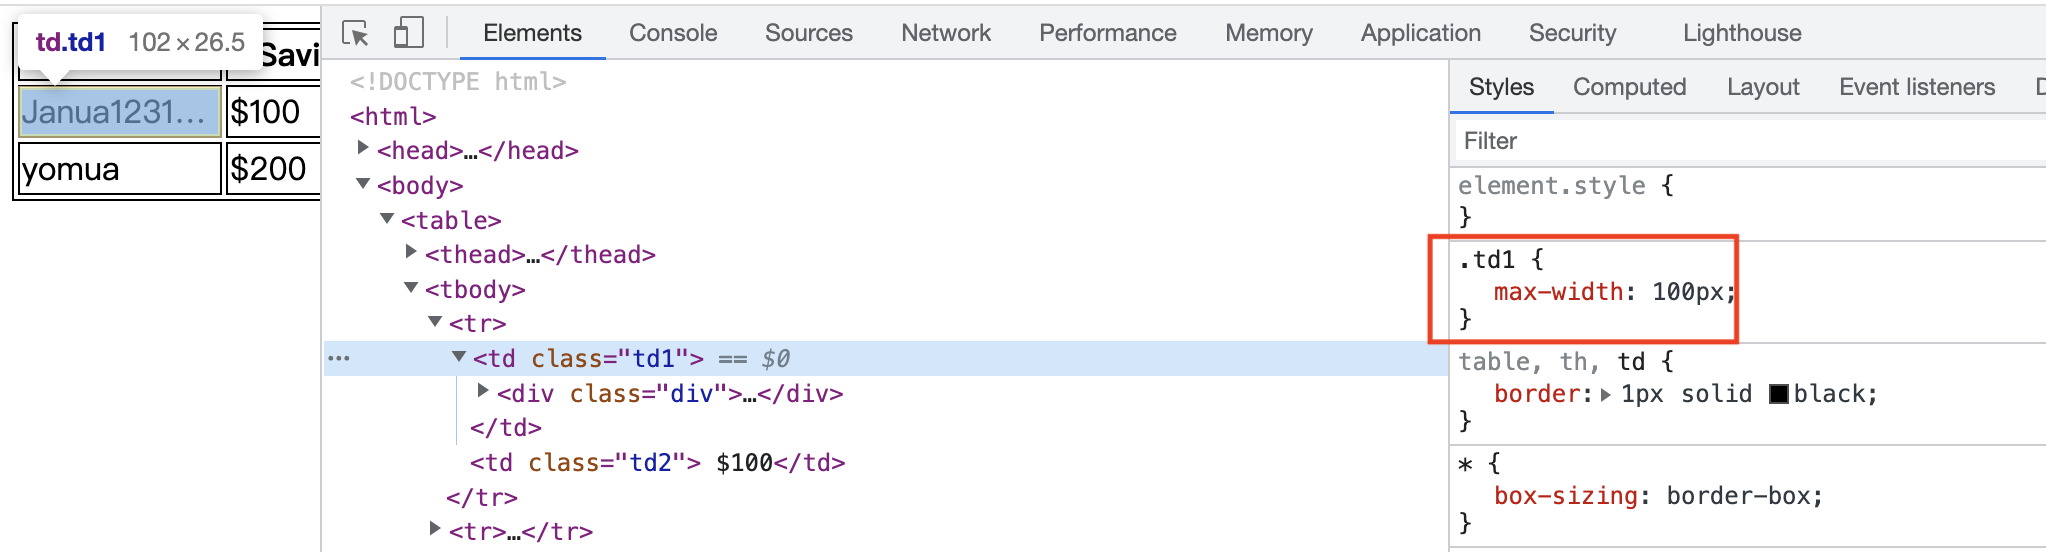 td.td1 102 × 26.5
Savi
Janua1231... $100
yomua $200
Elements Console Sources Network Performance Memory Application Security Lighthouse
<!DOCTYPE html>
<html>
<head>…</head>
<body>
<table>
<thead>…</thead>
<tbody>
<tr>
<td class="td1"> == $0
<div class="div">…</div>
</td>
<td class="td2"> $100</td>
</tr>
<tr>…</tr>
Styles Computed Layout Event listeners
Filter
element.style {
}
.td1 {
max-width: 100px;
}
table, th, td {
border: 1px solid black;
}
* {
box-sizing: border-box;
}